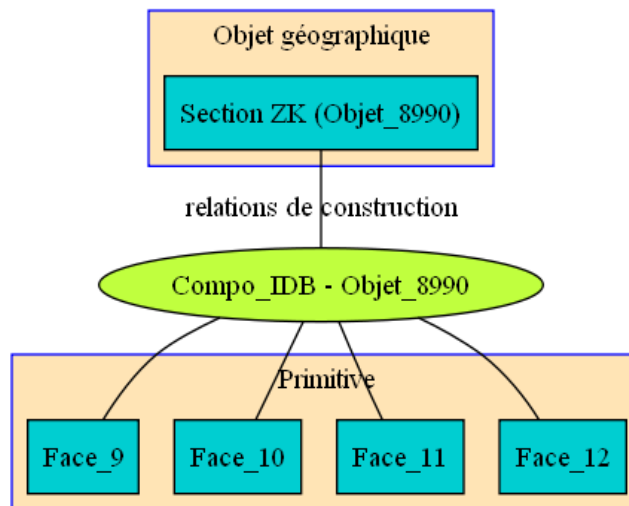 Objet géographique
Section ZK (Objet_8990)
relations de construction
Compo_IDB - Objet_8990
Primitive
Face_9
Face_10
Face_11
Face_12